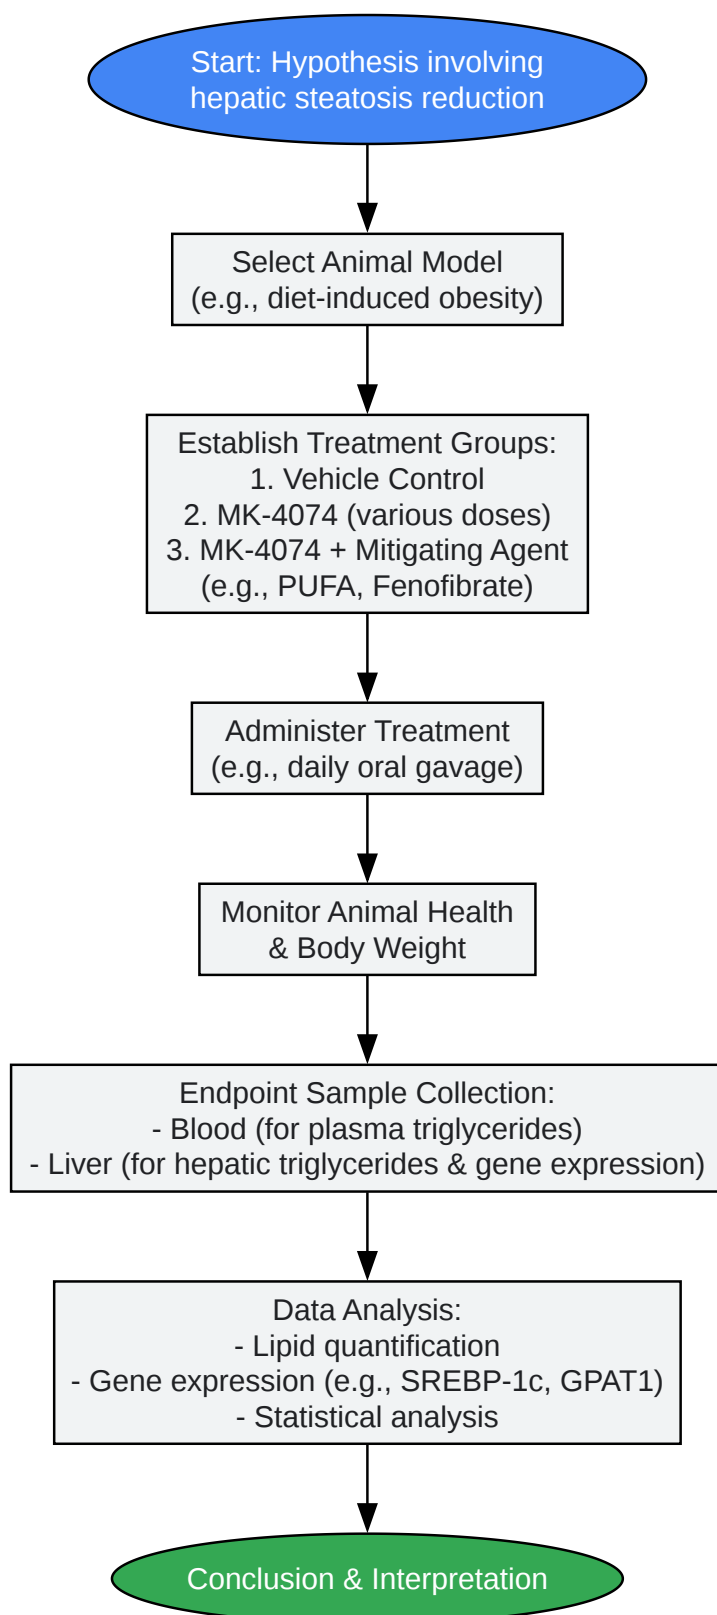 Start: Hypothesis involving
hepatic steatosis reduction
Select Animal Model
(e.g., diet-induced obesity)
Establish Treatment Groups:
1. Vehicle Control
2. MK-4074 (various doses)
3. MK-4074 + Mitigating Agent
(e.g., PUFA, Fenofibrate)
Administer Treatment
(e.g., daily oral gavage)
Monitor Animal Health
& Body Weight
Endpoint Sample Collection:
- Blood (for plasma triglycerides)
- Liver (for hepatic triglycerides & gene expression)
Data Analysis:
- Lipid quantification
- Gene expression (e.g., SREBP-1c, GPAT1)
- Statistical analysis
Conclusion & Interpretation